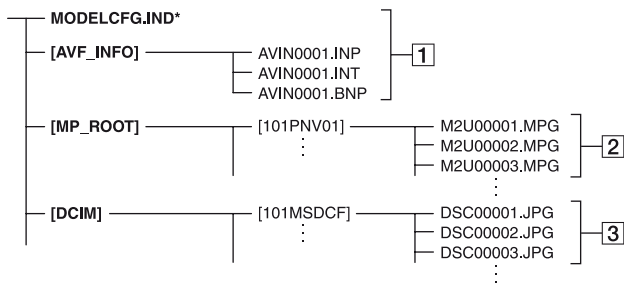 MODELCFG.IND*
[AVF_INFO] AVIN0001.INP
AVIN0001.INT
AVIN0001.BNP
1
[MP_ROOT] [101PNV01] M2U00001.MPG
M2U00002.MPG
M2U00003.MPG
2
[DCIM] [101MSDCF] DSC00001.JPG
DSC00002.JPG
DSC00003.JPG
3